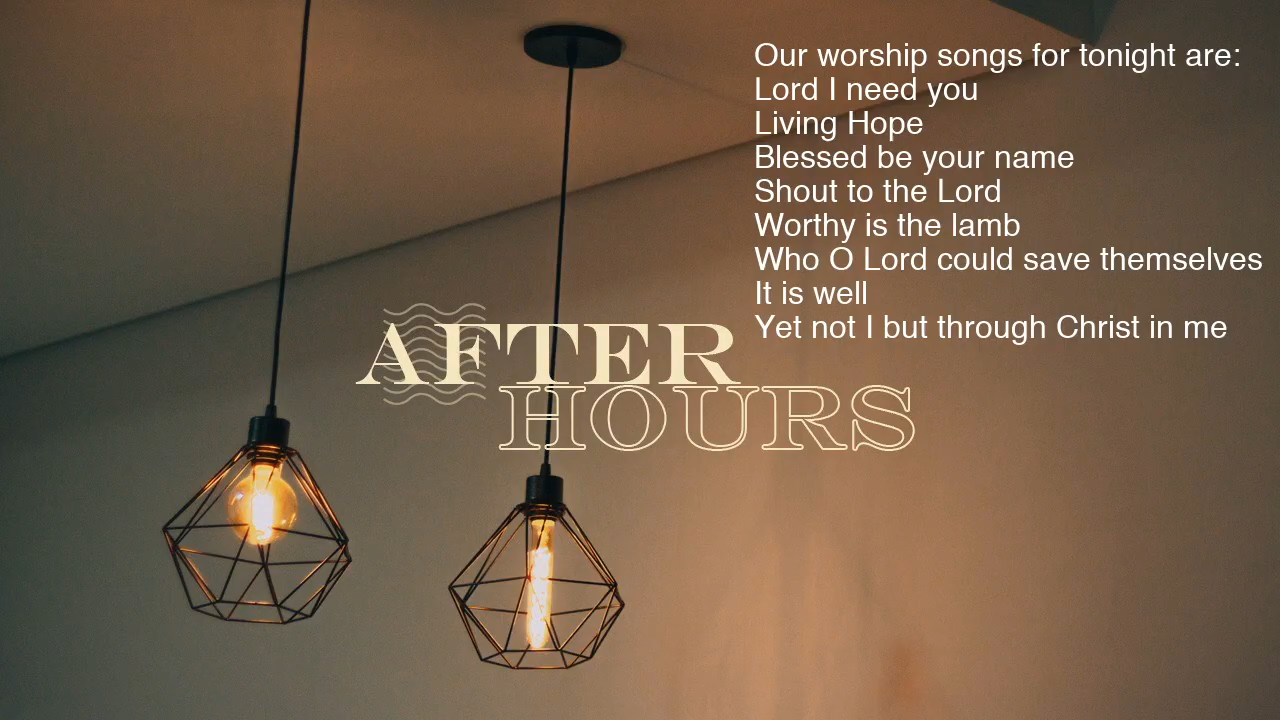 Our worship songs for tonight are:
Lord I need you
Living Hope
Blessed be your name
Shout to the Lord
Worthy is the lamb
Who O Lord could save themselves
It is well
Yet not I but through Christ in me
AFTER
HOURS